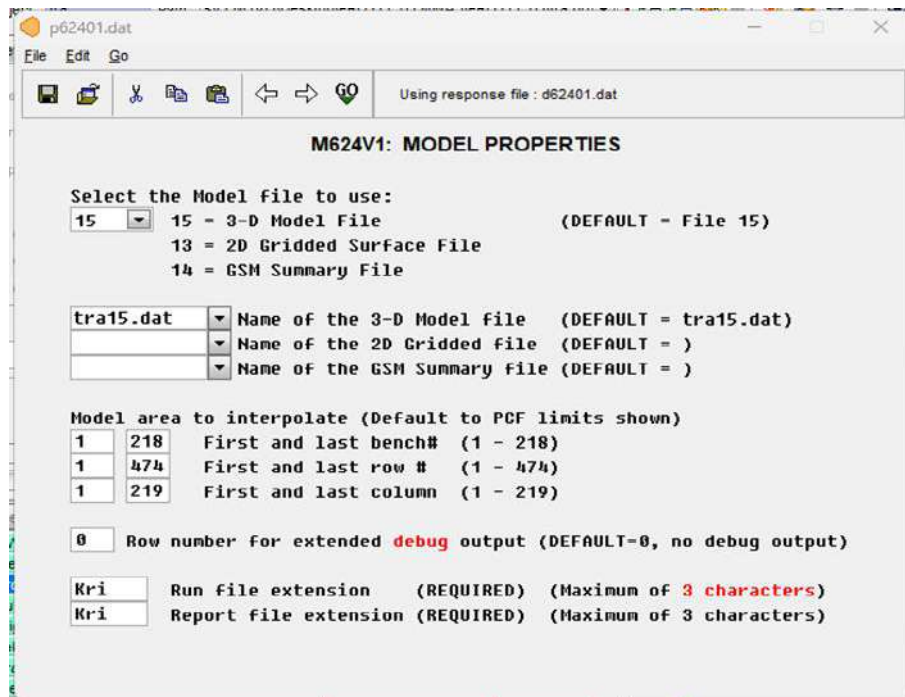 p62401.dat
File Edit Go
GO Using response file : d62401.dat
M624V1: MODEL PROPERTIES
Select the Model file to use:
15 15 = 3-D Model File (DEFAULT - File 15)
13 = 2D Gridded Surface File
14 = GSM Summary File
tra15.dat Name of the 3-D Model file (DEFAULT = tra15.dat)
Name of the 2D Gridded file (DEFAULT = )
Name of the GSM Summary file (DEFAULT = )
Model area to interpolate (Default to PCF limits shown)
1 218 First and last bench# (1 - 218)
1 474 First and last row # (1 - 474)
1 219 First and last column (1 - 219)
0 Row number for extended debug output (DEFAULT=0, no debug output)
Kri Run file extension (REQUIRED) (Maximum of 3 characters)
Kri Report file extension (REQUIRED) (Maximum of 3 characters)